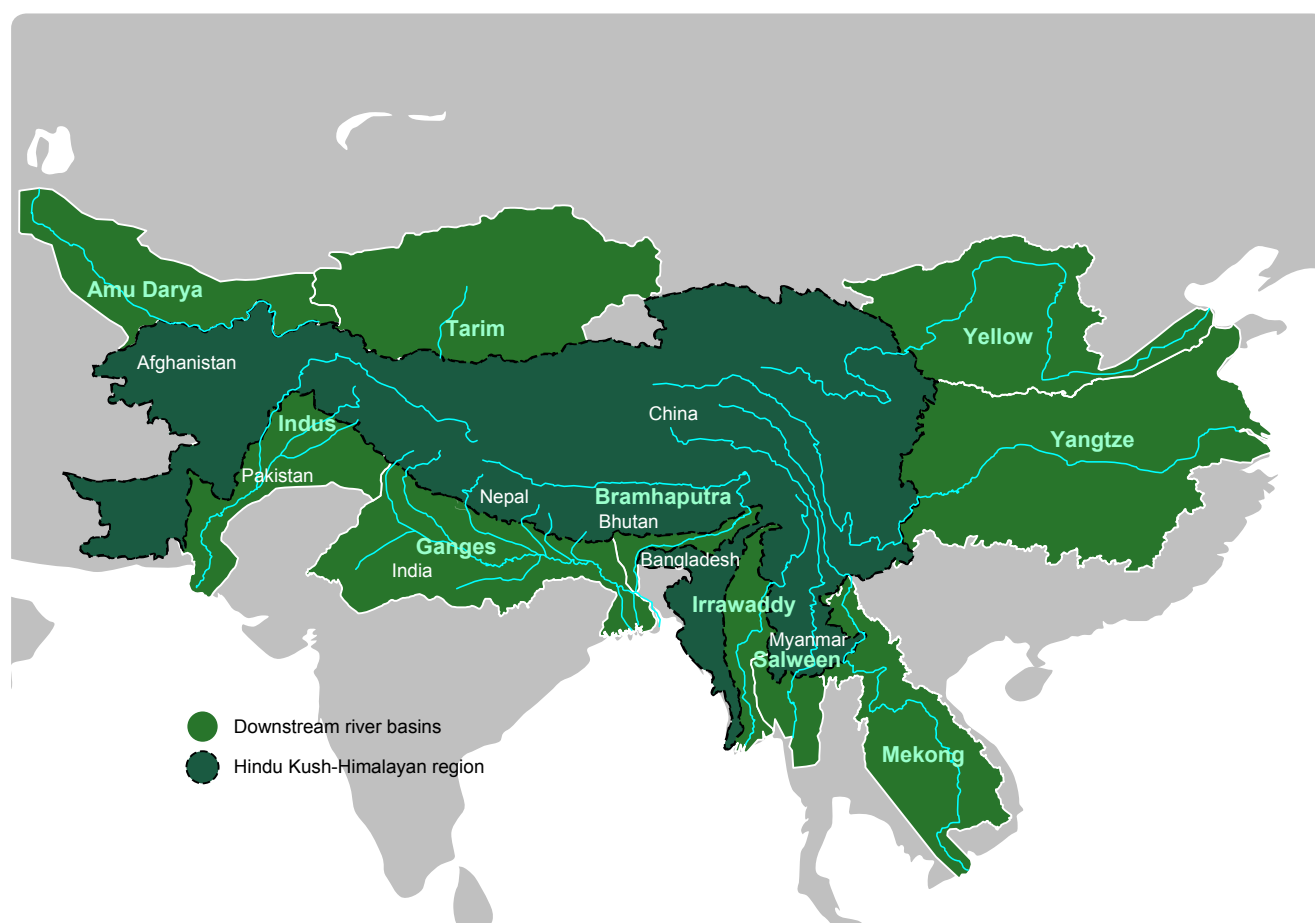 Amu Darya
Tarim
Yellow
Afghanistan
China
Indus
Yangtze
Pakistan
Nepal
Bramhaputra
Bhutan
Ganges
India
Bangladesh
Irrawaddy
Myanmar
Salween
Mekong
Downstream river basins
Hindu Kush-Himalayan region